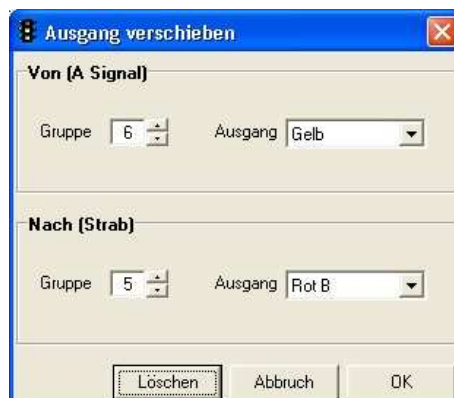 Ausgang verschieben
Von (A Signal)
Gruppe 6 Ausgang Gelb
Nach (Strab)
Gruppe 5 Ausgang Rot B
Löschen Abbruch OK